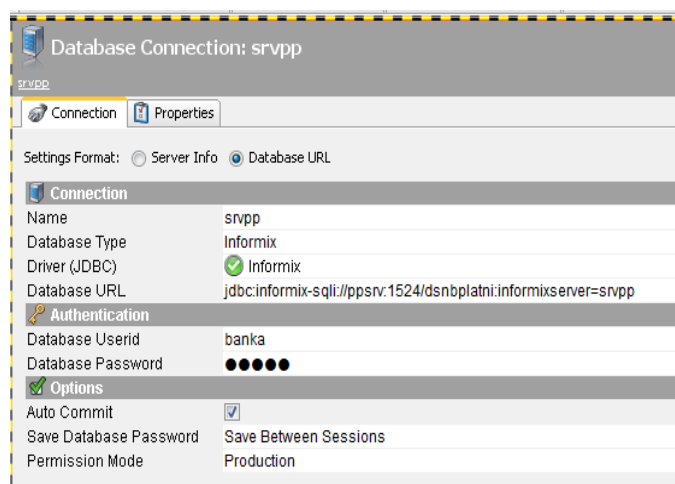 Database Connection: srvpp
srvpp
Connection Properties
Settings Format: Server Info Database URL
Connection
Name srvpp
Database Type Informix
Driver (JDBC) Informix
Database URL jdbc:informix-sqli://ppsrv:1524/dsnbplatni:informixserver=srvpp
Authentication
Database Userid banka
Database Password ●●●●●
Options
Auto Commit
Save Database Password Save Between Sessions
Permission Mode Production